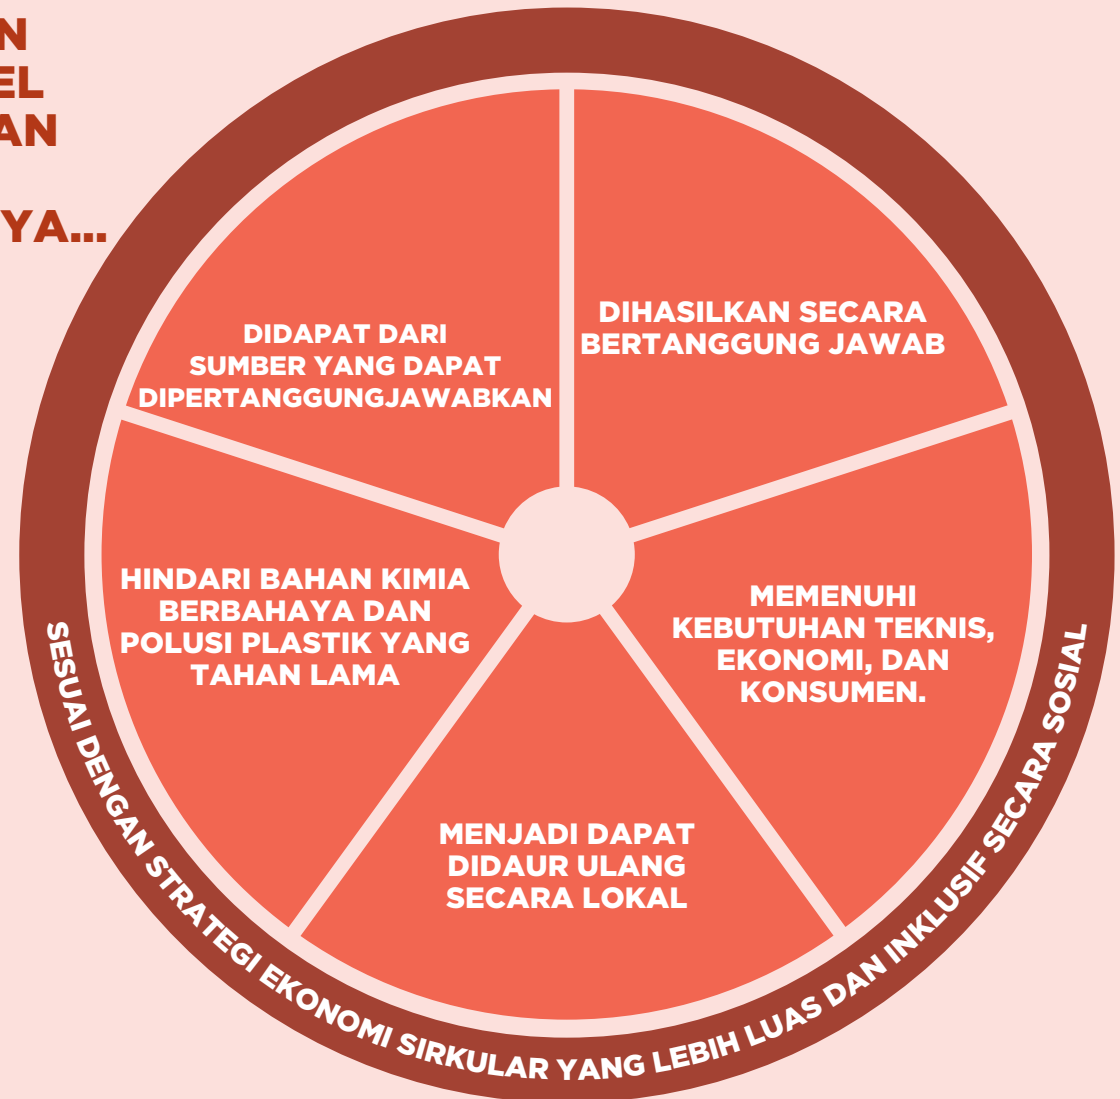 N
EL
AN
YA...
DIDAPAT DARI
SUMBER YANG DAPAT
DIPERTANGGUNGJAWABKAN
DIHASILKAN SECARA
BERTANGGUNG JAWAB
HINDARI BAHAN KIMIA
BERBAHAYA DAN
POLUSI PLASTIK YANG
TAHAN LAMA
MEMENUHI
KEBUTUHAN TEKNIS,
EKONOMI, DAN
KONSUMEN.
MENJADI DAPAT
DIDAUR ULANG
SECARA LOKAL
SESUAI DENGAN STRATEGI EKONOMI SIRKULAR YANG LEBIH LUAS DAN INKLUSIF SECARA SOSIAL